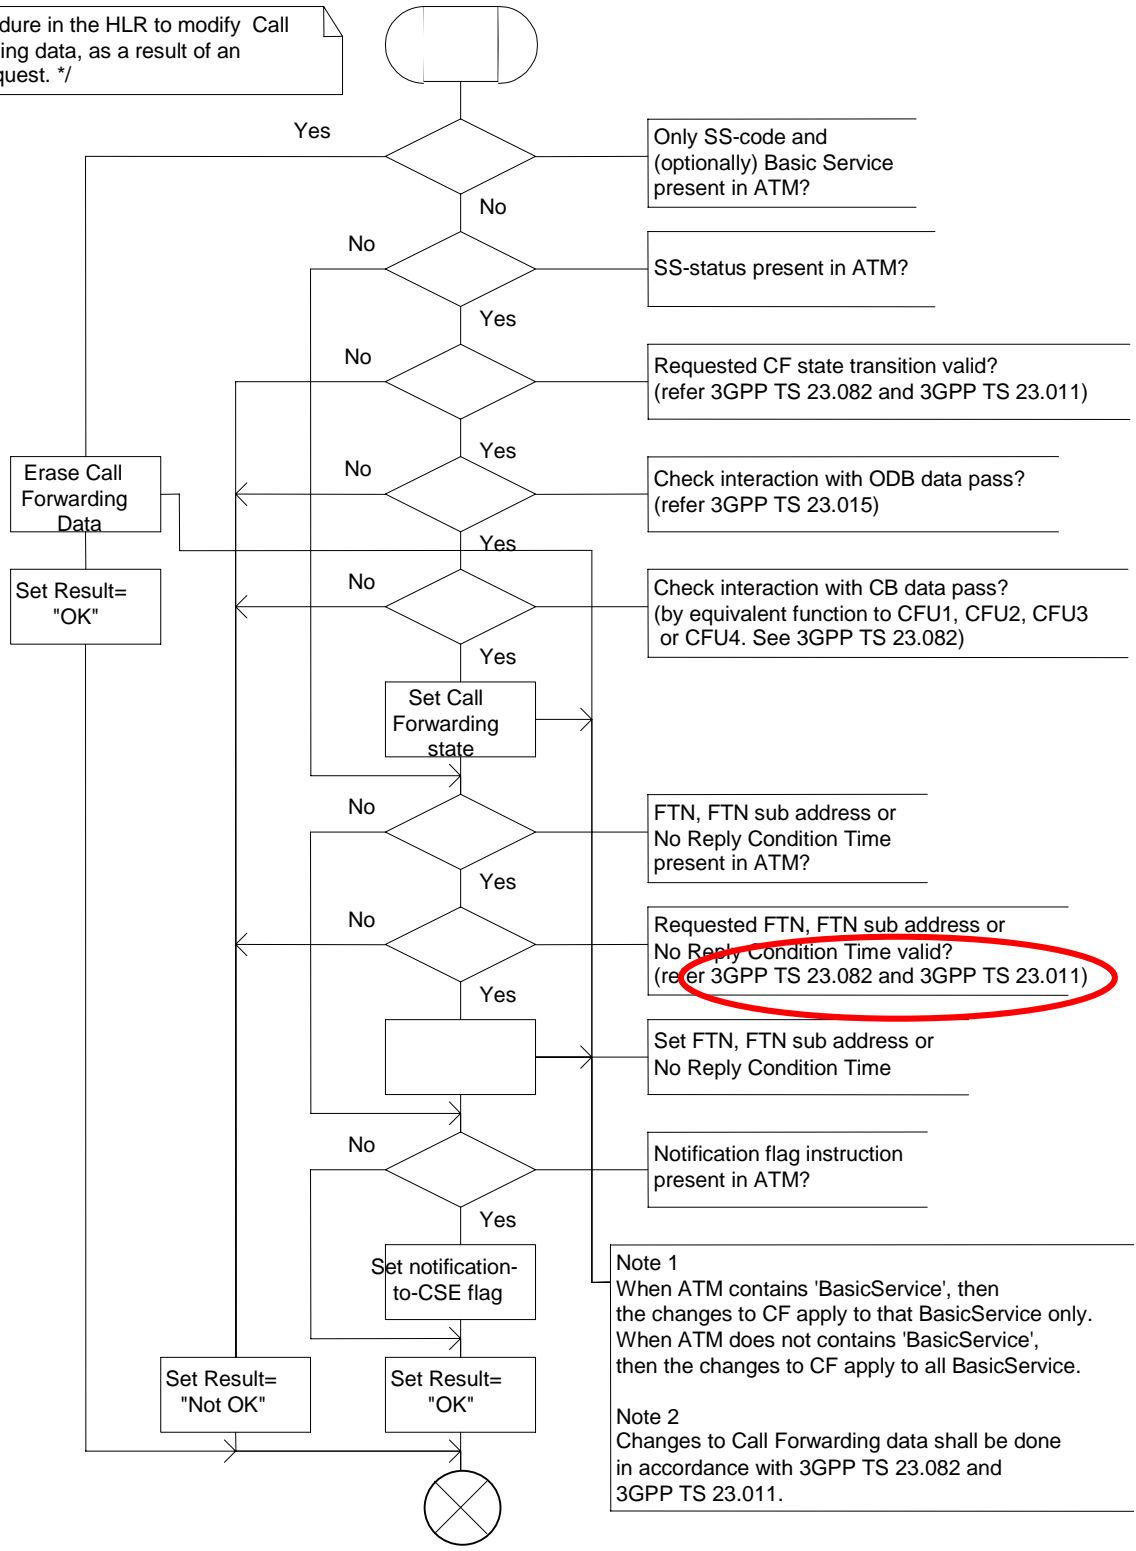 dure in the HLR to modify Call
ing data, as a result of an
quest. */
Yes
Only SS-code and
(optionally) Basic Service
present in ATM?
No
No
SS-status present in ATM?
Yes
No
Requested CF state transition valid?
(refer 3GPP TS 23.082 and 3GPP TS 23.011)
Yes
Erase Call
Forwarding
Data
No
Check interaction with ODB data pass?
(refer 3GPP TS 23.015)
Yes
Set Result=
"OK"
No
Check interaction with CB data pass?
(by equivalent function to CFU1, CFU2, CFU3
or CFU4. See 3GPP TS 23.082)
Yes
Set Call
Forwarding
state
No
FTN, FTN sub address or
No Reply Condition Time
present in ATM?
Yes
No
Requested FTN, FTN sub address or
No Reply Condition Time valid?
(refer 3GPP TS 23.082 and 3GPP TS 23.011)
Yes
Set FTN, FTN sub address or
No Reply Condition Time
No
Notification flag instruction
present in ATM?
Yes
Set notification-
to-CSE flag
Note 1
When ATM contains 'BasicService', then
the changes to CF apply to that BasicService only.
When ATM does not contains 'BasicService',
then the changes to CF apply to all BasicService.
Set Result=
"Not OK"
Set Result=
"OK"
Note 2
Changes to Call Forwarding data shall be done
in accordance with 3GPP TS 23.082 and
3GPP TS 23.011.